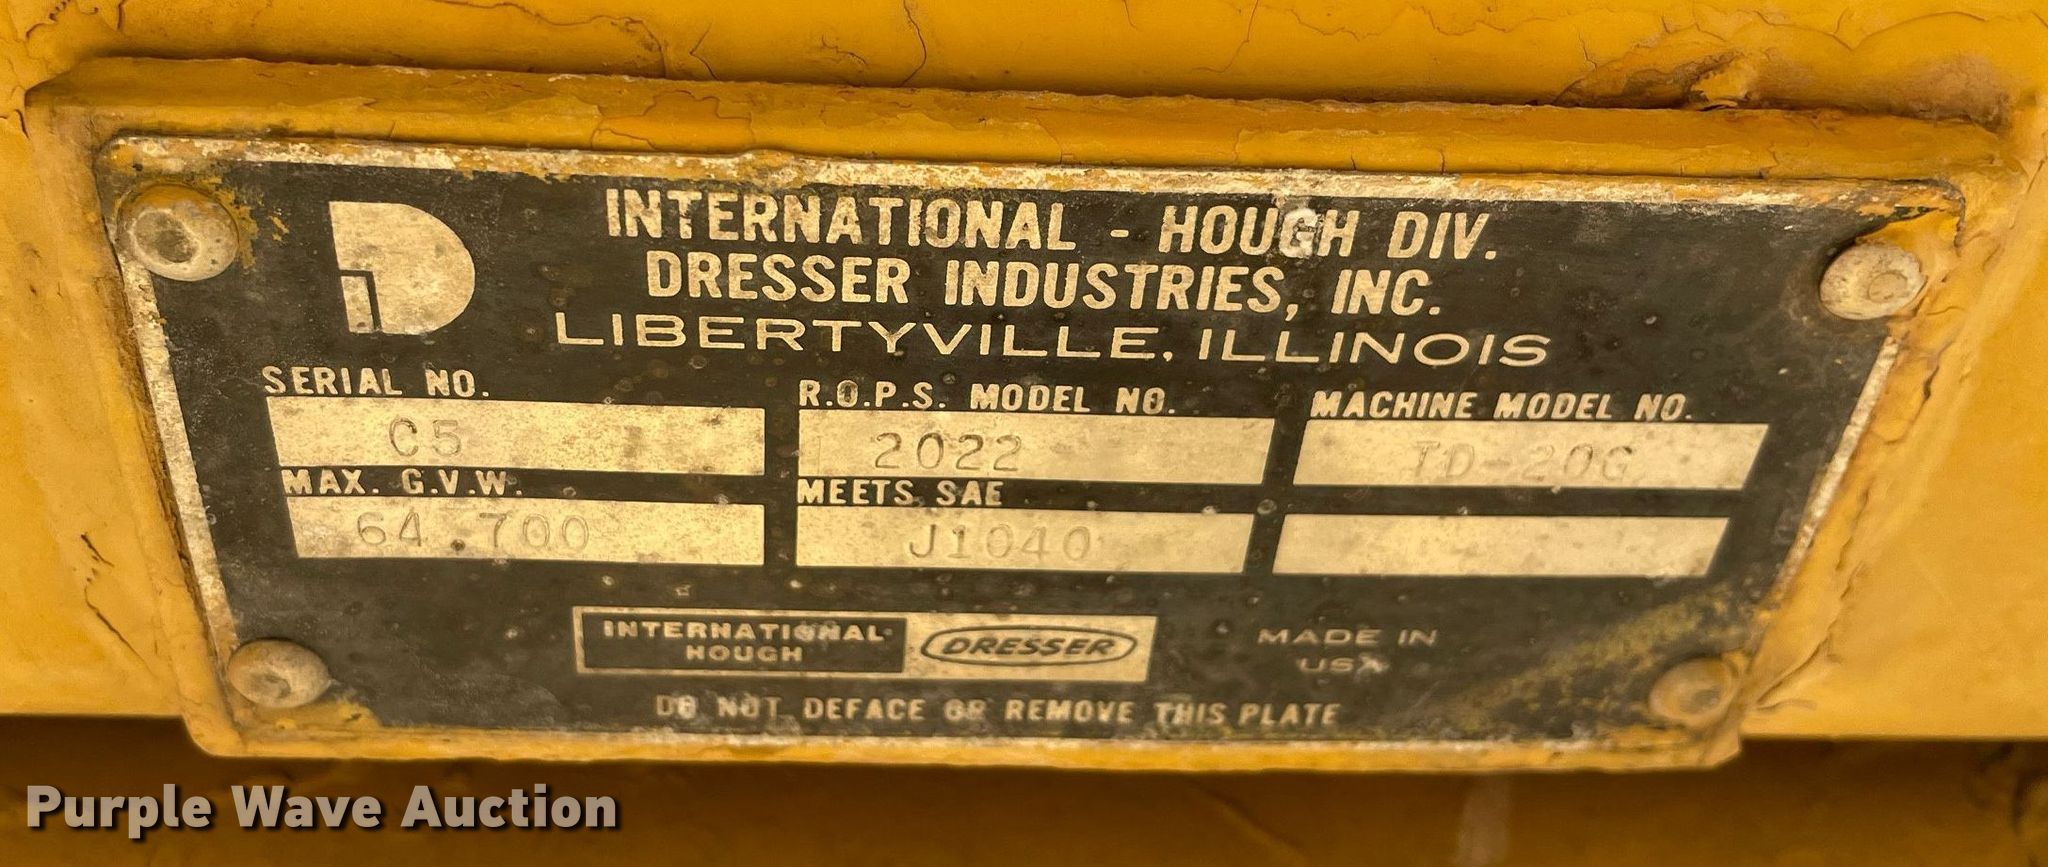 INTERNATIONAL - HOUGH DIV.
DRESSER INDUSTRIES, INC.
LIBERTYVILLE, ILLINOIS
SERIAL NO. R.O.P.S. MODEL NO. MACHINE MODEL NO.
C5 2022 TD-20G
MAX. G.V.W. MEETS SAE
64.700 J1040
INTERNATIONAL
HOUGH
DRESSER
MADE IN
USA
DO NOT DEFACE OR REMOVE THIS PLATE
Purple Wave Auction